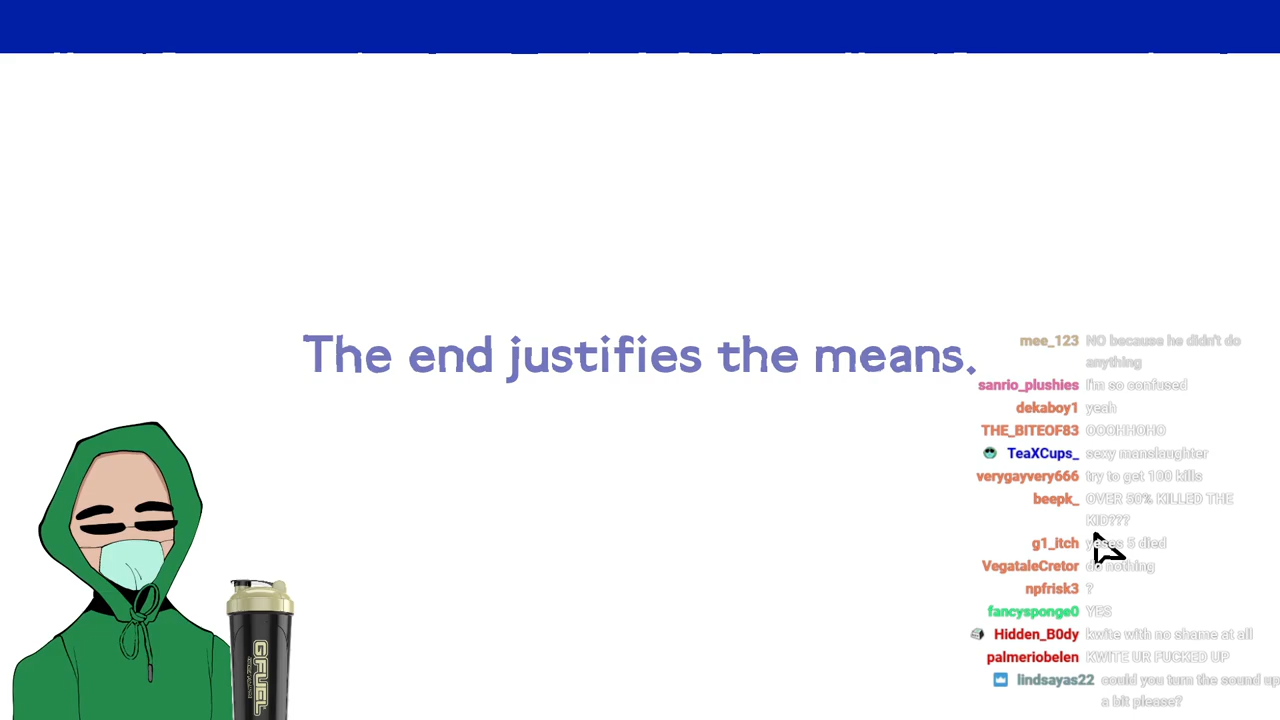 The end justifies the means.
mee_123 NO because he didn't do
anything
sanrio_plushies I'm so confused
dekaboy1 yeah
THE_BITEOF83 OOOHHOHO
TeaXCups_ sexy manslaughter
verygayvery666 try to get 100 kills
beepk_ OVER 50% KILLED THE
KID???
g1_itch yeses 5 died
VegataleCretor do nothing
npfrisk3 ?
fancysponge0 YES
Hidden_B0dy kwite with no shame at all
palmeriobelen KWITE UR FUCKED UP
lindsayas22 could you turn the sound up
a bit please?
GFUEL